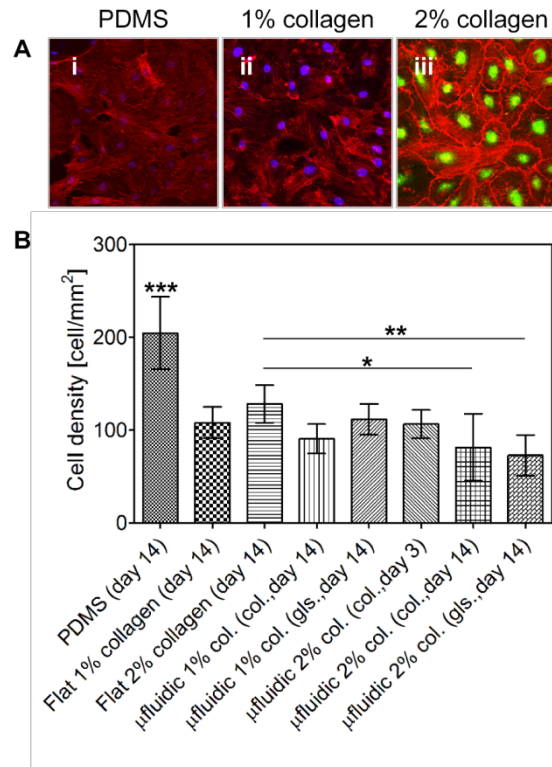 PDMS 1% collagen 2% collagen
A
i ii iii
B
300
***
**
200
*
100
0
Cell density [cell/mm²]
PDMS (day 14)
Flat 1% collagen (day 14)
Flat 2% collagen (day 14)
µfluidic 1% col. (col.,day 14)
µfluidic 1% col. (gls.,day 14)
µfluidic 2% col. (col.,day 3)
µfluidic 2% col. (col.,day 14)
µfluidic 2% col. (gls.,day 14)